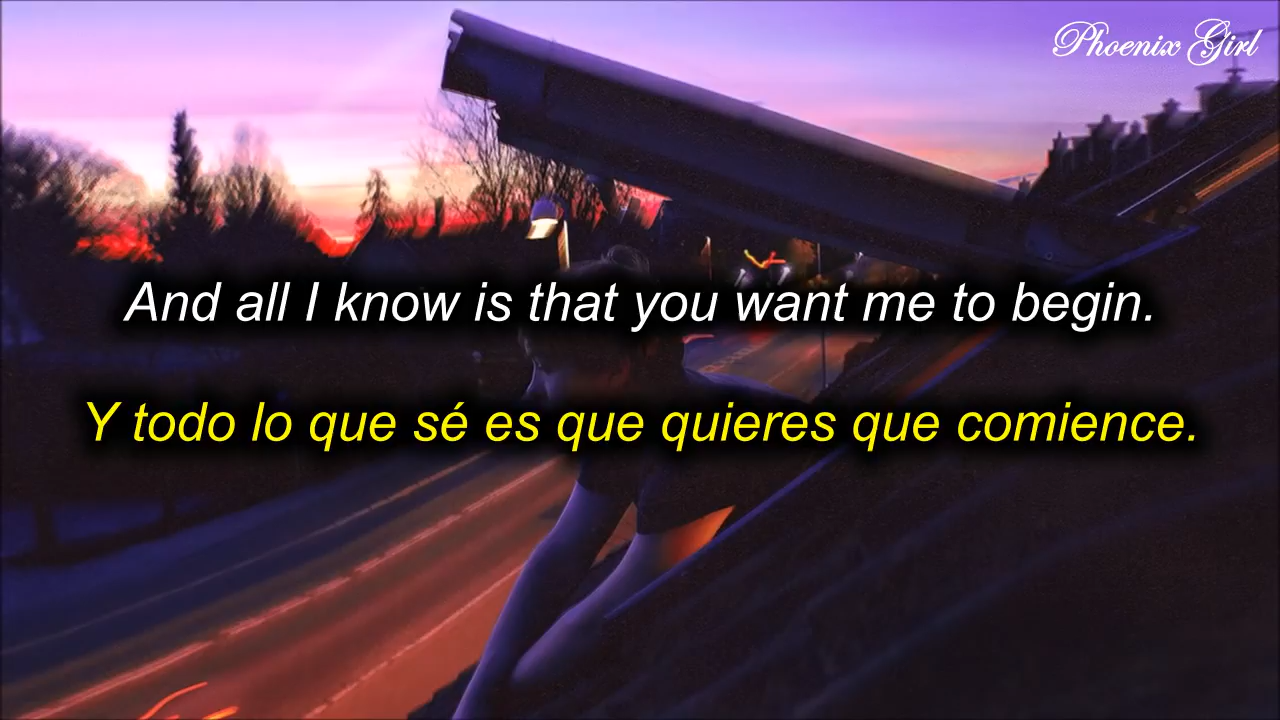 Phoenix Girl
And all I know is that you want me to begin.
Y todo lo que sé es que quieres que comience.